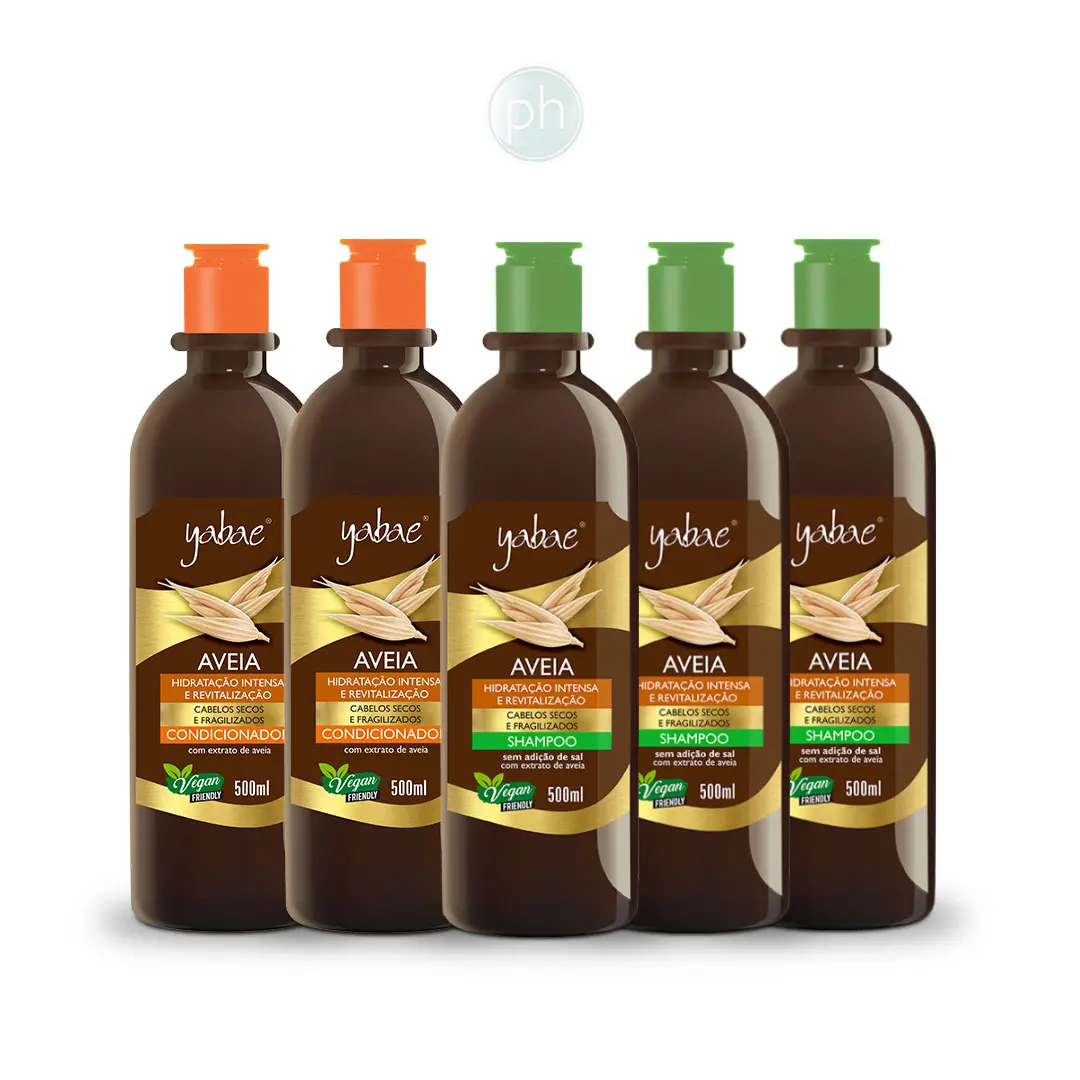 ph
yabae®
AVEIA
HIDRATAÇÃO INTENSA
E REVITALIZAÇÃO
CABELOS SECOS
E FRAGILIZADOS
CONDICIONADOR
com extrato de aveia
Vegan
FRIENDLY
500ml
yabae®
AVEIA
HIDRATAÇÃO INTENSA
E REVITALIZAÇÃO
CABELOS SECOS
E FRAGILIZADOS
CONDICIONADOR
com extrato de aveia
Vegan
FRIENDLY
500ml
yabae®
AVEIA
HIDRATAÇÃO INTENSA
E REVITALIZAÇÃO
CABELOS SECOS
E FRAGILIZADOS
SHAMPOO
sem adição de sal
com extrato de aveia
Vegan
FRIENDLY
500ml
yabae®
AVEIA
HIDRATAÇÃO INTENSA
E REVITALIZAÇÃO
CABELOS SECOS
E FRAGILIZADOS
SHAMPOO
sem adição de sal
com extrato de aveia
Vegan
FRIENDLY
500ml
yabae®
AVEIA
HIDRATAÇÃO INTENSA
E REVITALIZAÇÃO
CABELOS SECOS
E FRAGILIZADOS
SHAMPOO
sem adição de sal
com extrato de aveia
Vegan
FRIENDLY
500ml